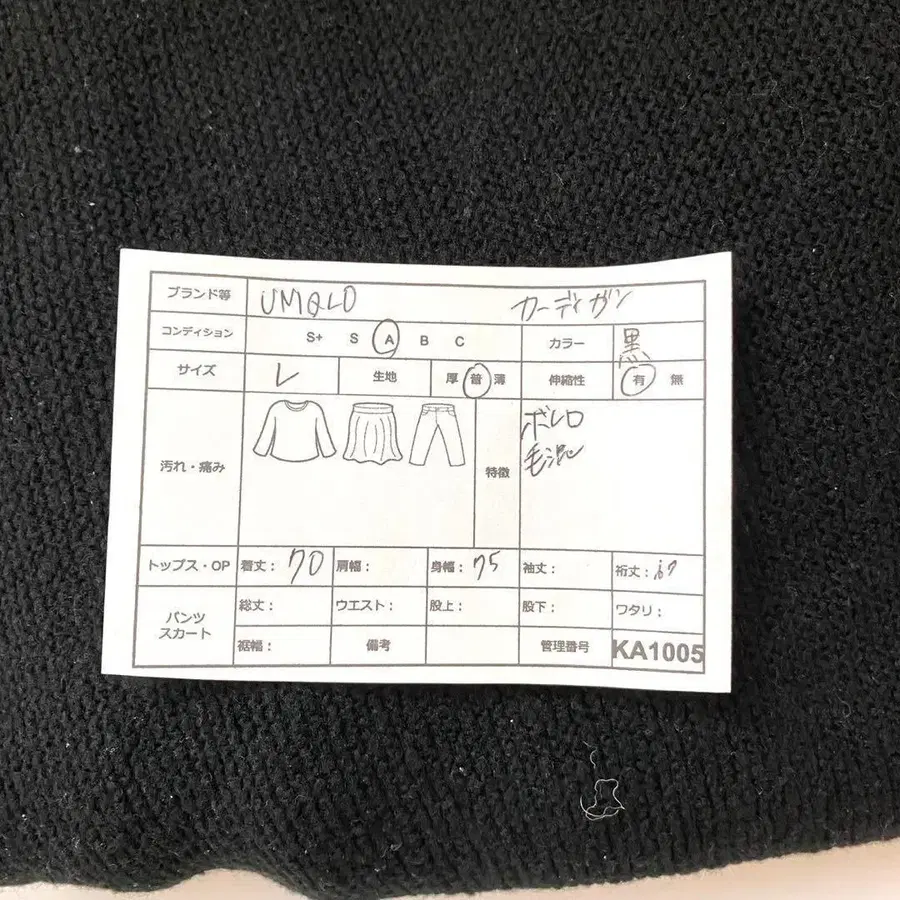 ブランド等 UMQLO カーディガン
コンディション S+ S A B C カラー 黒
サイズ L 生地 厚 普 薄 伸縮性 有 無
汚れ・痛み 特徴 ボレロ
毛混
トップス・OP 着丈：70 肩幅： 身幅：75 袖丈： 裄丈：67
パンツ スカート 総丈： ウエスト： 股上： 股下： ワタリ：
裾幅： 備考 管理番号 KA1005